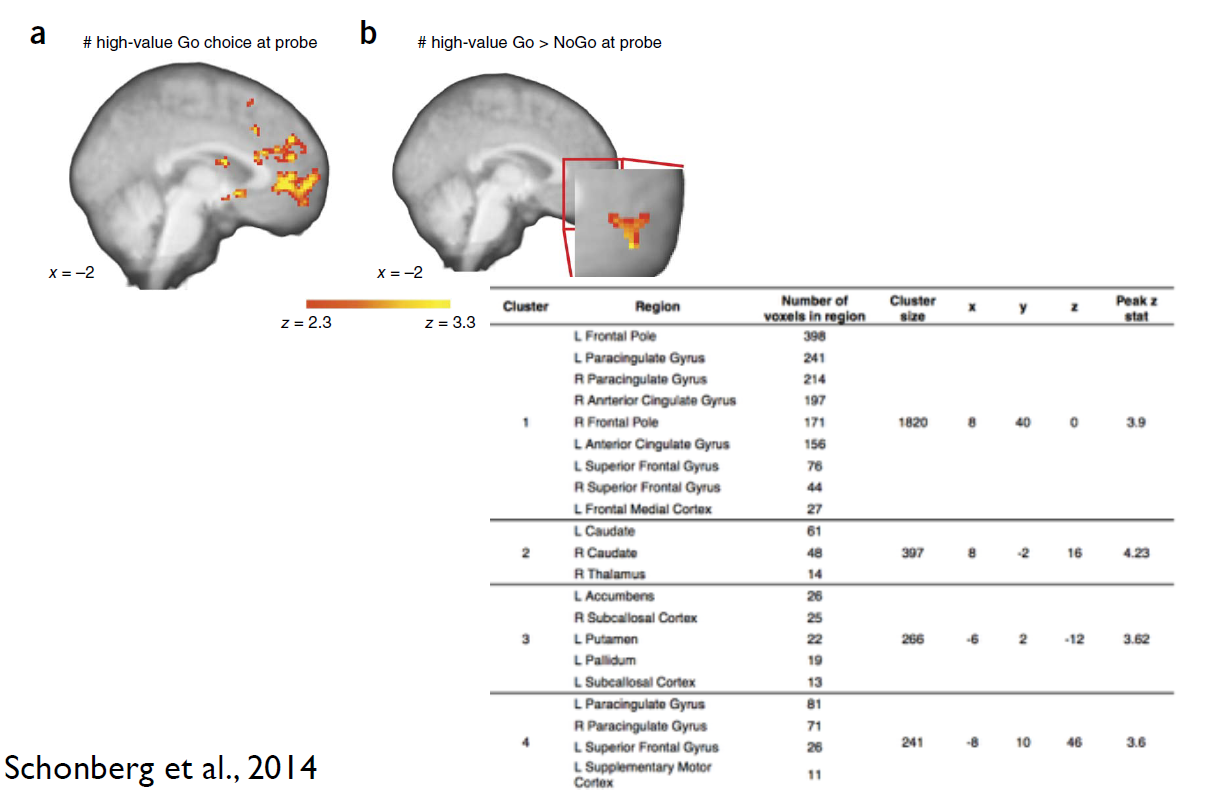 a # high-value Go choice at probe b # high-value Go > NoGo at probe
x = –2 x = –2
z = 2.3 z = 3.3
Cluster Region Number of voxels in region Cluster size x y z Peak z stat
L Frontal Pole 398
L Paracingulate Gyrus 241
R Paracingulate Gyrus 214
R Anrterior Cingulate Gyrus 197
1 R Frontal Pole 171 1820 8 40 0 3.9
L Anterior Cingulate Gyrus 156
L Superior Frontal Gyrus 76
R Superior Frontal Gyrus 44
L Frontal Medial Cortex 27
L Caudate 61
2 R Caudate 48 397 8 -2 16 4.23
R Thalamus 14
L Accumbens 26
R Subcallosal Cortex 25
3 L Putamen 22 266 -6 2 -12 3.62
L Pallidum 19
L Subcallosal Cortex 13
L Paracingulate Gyrus 81
R Paracingulate Gyrus 71
4 L Superior Frontal Gyrus 26 241 -8 10 46 3.6
L Supplementary Motor Cortex 11
Schonberg et al., 2014